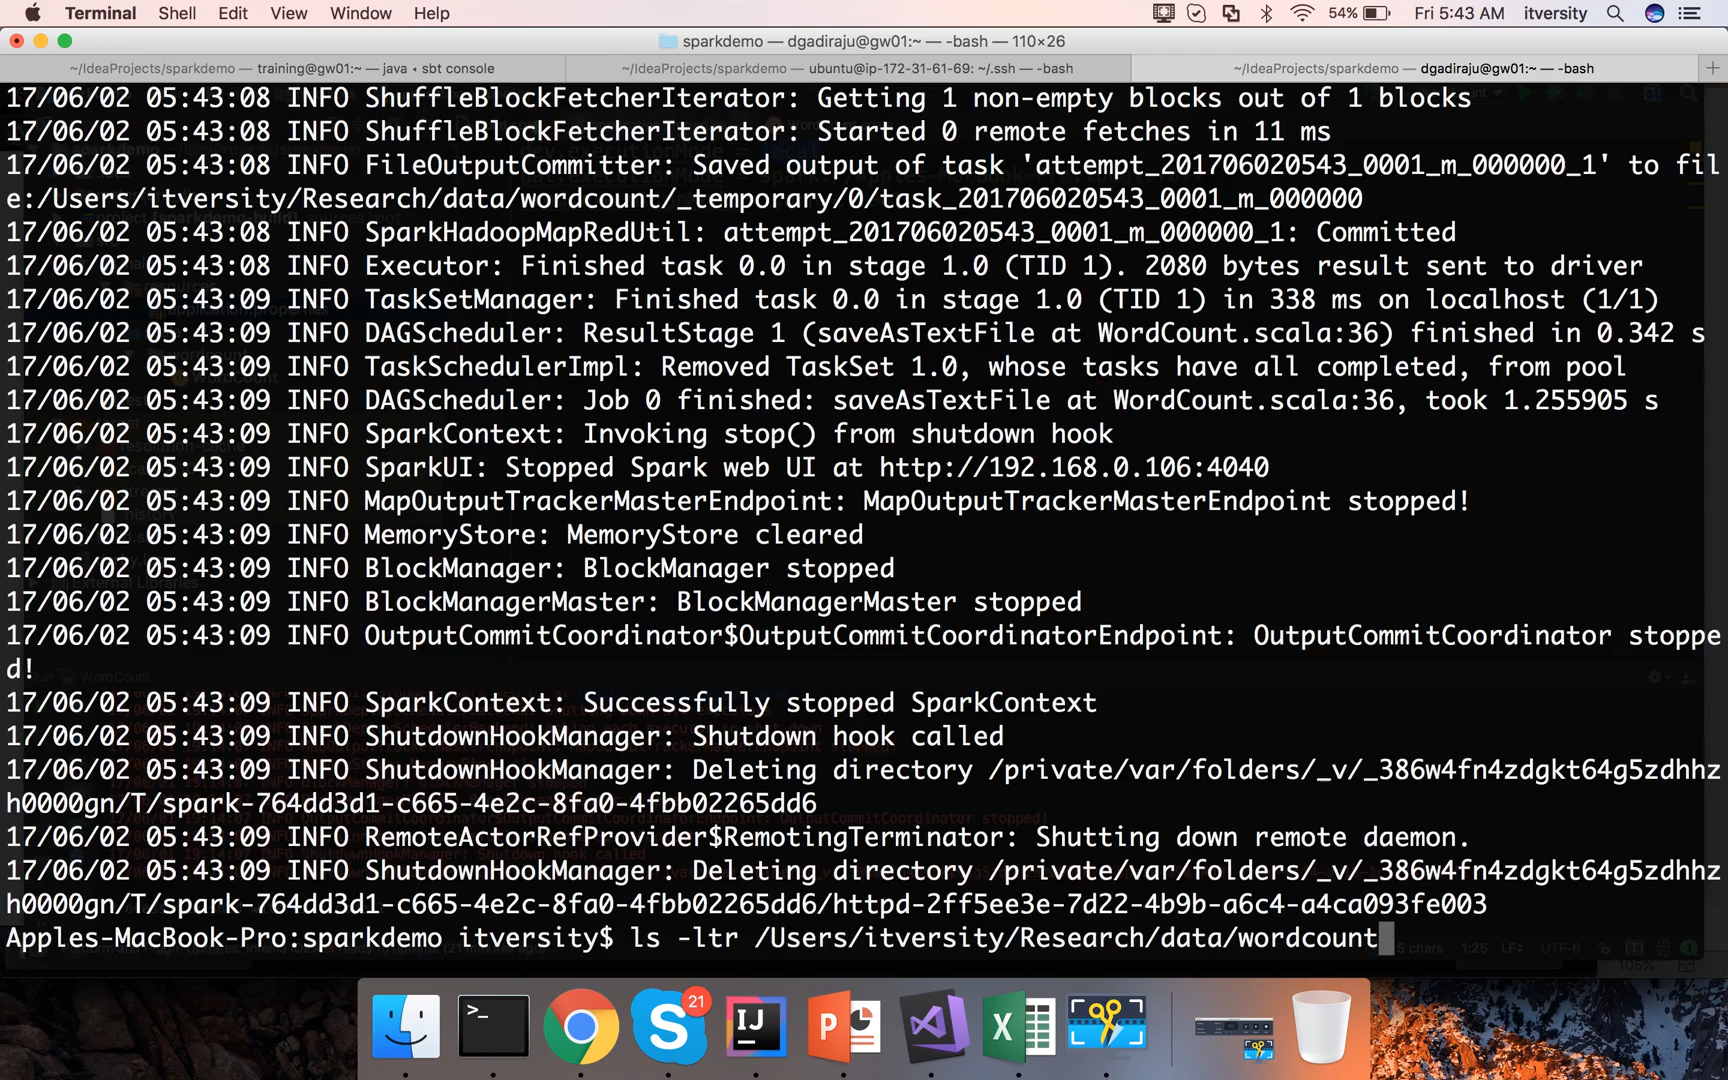 Terminal Shell Edit View Window Help 54% Fri 5:43 AM itversity
sparkdemo — dgadiraju@gw01:~ — -bash — 110×26
~/IdeaProjects/sparkdemo — training@gw01:~ — java ◂ sbt console
~/IdeaProjects/sparkdemo — ubuntu@ip-172-31-61-69: ~/.ssh — -bash
~/IdeaProjects/sparkdemo — dgadiraju@gw01:~ — -bash
17/06/02 05:43:08 INFO ShuffleBlockFetcherIterator: Getting 1 non-empty blocks out of 1 blocks
17/06/02 05:43:08 INFO ShuffleBlockFetcherIterator: Started 0 remote fetches in 11 ms
17/06/02 05:43:08 INFO FileOutputCommitter: Saved output of task 'attempt_201706020543_0001_m_000000_1' to fil
e:/Users/itversity/Research/data/wordcount/_temporary/0/task_201706020543_0001_m_000000
17/06/02 05:43:08 INFO SparkHadoopMapRedUtil: attempt_201706020543_0001_m_000000_1: Committed
17/06/02 05:43:08 INFO Executor: Finished task 0.0 in stage 1.0 (TID 1). 2080 bytes result sent to driver
17/06/02 05:43:09 INFO TaskSetManager: Finished task 0.0 in stage 1.0 (TID 1) in 338 ms on localhost (1/1)
17/06/02 05:43:09 INFO DAGScheduler: ResultStage 1 (saveAsTextFile at WordCount.scala:36) finished in 0.342 s
17/06/02 05:43:09 INFO TaskSchedulerImpl: Removed TaskSet 1.0, whose tasks have all completed, from pool
17/06/02 05:43:09 INFO DAGScheduler: Job 0 finished: saveAsTextFile at WordCount.scala:36, took 1.255905 s
17/06/02 05:43:09 INFO SparkContext: Invoking stop() from shutdown hook
17/06/02 05:43:09 INFO SparkUI: Stopped Spark web UI at http://192.168.0.106:4040
17/06/02 05:43:09 INFO MapOutputTrackerMasterEndpoint: MapOutputTrackerMasterEndpoint stopped!
17/06/02 05:43:09 INFO MemoryStore: MemoryStore cleared
17/06/02 05:43:09 INFO BlockManager: BlockManager stopped
17/06/02 05:43:09 INFO BlockManagerMaster: BlockManagerMaster stopped
17/06/02 05:43:09 INFO OutputCommitCoordinator$OutputCommitCoordinatorEndpoint: OutputCommitCoordinator stoppe
d!
17/06/02 05:43:09 INFO SparkContext: Successfully stopped SparkContext
17/06/02 05:43:09 INFO ShutdownHookManager: Shutdown hook called
17/06/02 05:43:09 INFO ShutdownHookManager: Deleting directory /private/var/folders/_v/_386w4fn4zdgkt64g5zdhhz
h0000gn/T/spark-764dd3d1-c665-4e2c-8fa0-4fbb02265dd6
17/06/02 05:43:09 INFO RemoteActorRefProvider$RemotingTerminator: Shutting down remote daemon.
17/06/02 05:43:09 INFO ShutdownHookManager: Deleting directory /private/var/folders/_v/_386w4fn4zdgkt64g5zdhhz
h0000gn/T/spark-764dd3d1-c665-4e2c-8fa0-4fbb02265dd6/httpd-2ff5ee3e-7d22-4b9b-a6c4-a4ca093fe003
Apples-MacBook-Pro:sparkdemo itversity$ ls -ltr /Users/itversity/Research/data/wordcount
21